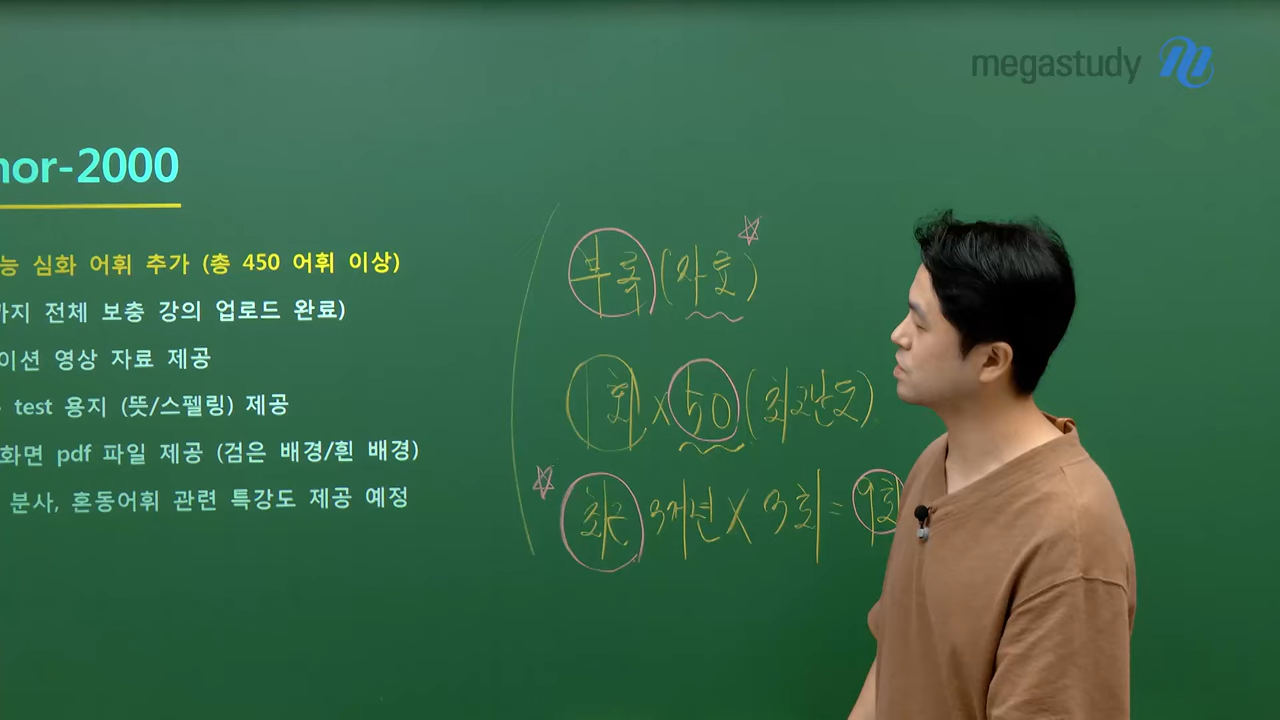 megastudy
nor-2000
능 심화 어휘 추가 (총 450 어휘 이상)
까지 전체 보충 강의 업로드 완료)
이션 영상 자료 제공
test 용지 (뜻/스펠링) 제공
화면 pdf 파일 제공 (검은 배경/흰 배경)
분사, 혼동어휘 관련 특강도 제공 예정
부록 (자료)
1회 x 50 (최고난도)
최근 3개년 X 3회 = 9회